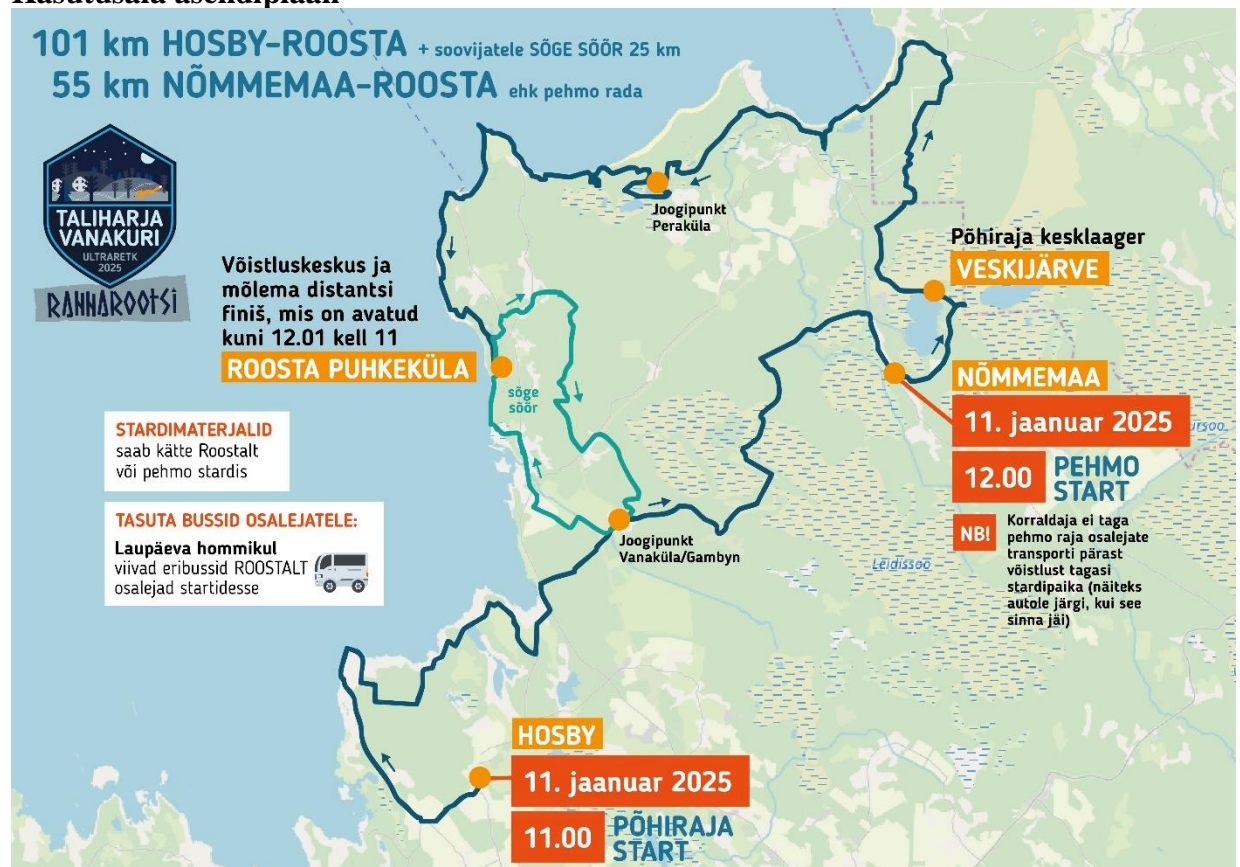 Kasutusala asendiplaan
101 km HOSBY-ROOSTA + soovijatele SÕGE SÕÕR 25 km
55 km NÕMMEMAA-ROOSTA ehk pehmo rada
TALIHARJA
VANAKURI
ULTRARETK
2025
RANNAROOTSI
Joogipunkt
Peraküla
Põhiraja kesklaager
VESKIJÄRVE
Võistluskeskus ja
mõlema distantsi
finiš, mis on avatud
kuni 12.01 kell 11
ROOSTA PUHKEKÜLA
sõge
sõõr
NÕMMEMAA
11. jaanuar 2025
12.00 PEHMO
START
STARDIMATERJALID
saab kätte Roostalt
või pehmo stardis
TASUTA BUSSID OSALEJATELE:
Laupäeva hommikul
viivad eribussid ROOSTALT
osalejad startidesse
Joogipunkt
Vanaküla/Gambyn
Leidissoo
NB! Korraldaja ei taga
pehmo raja osalejate
transporti pärast
võistlust tagasi
stardipaika (näiteks
autole järgi, kui see
sinna jäi)
HOSBY
11. jaanuar 2025
11.00 PÕHIRAJA
START